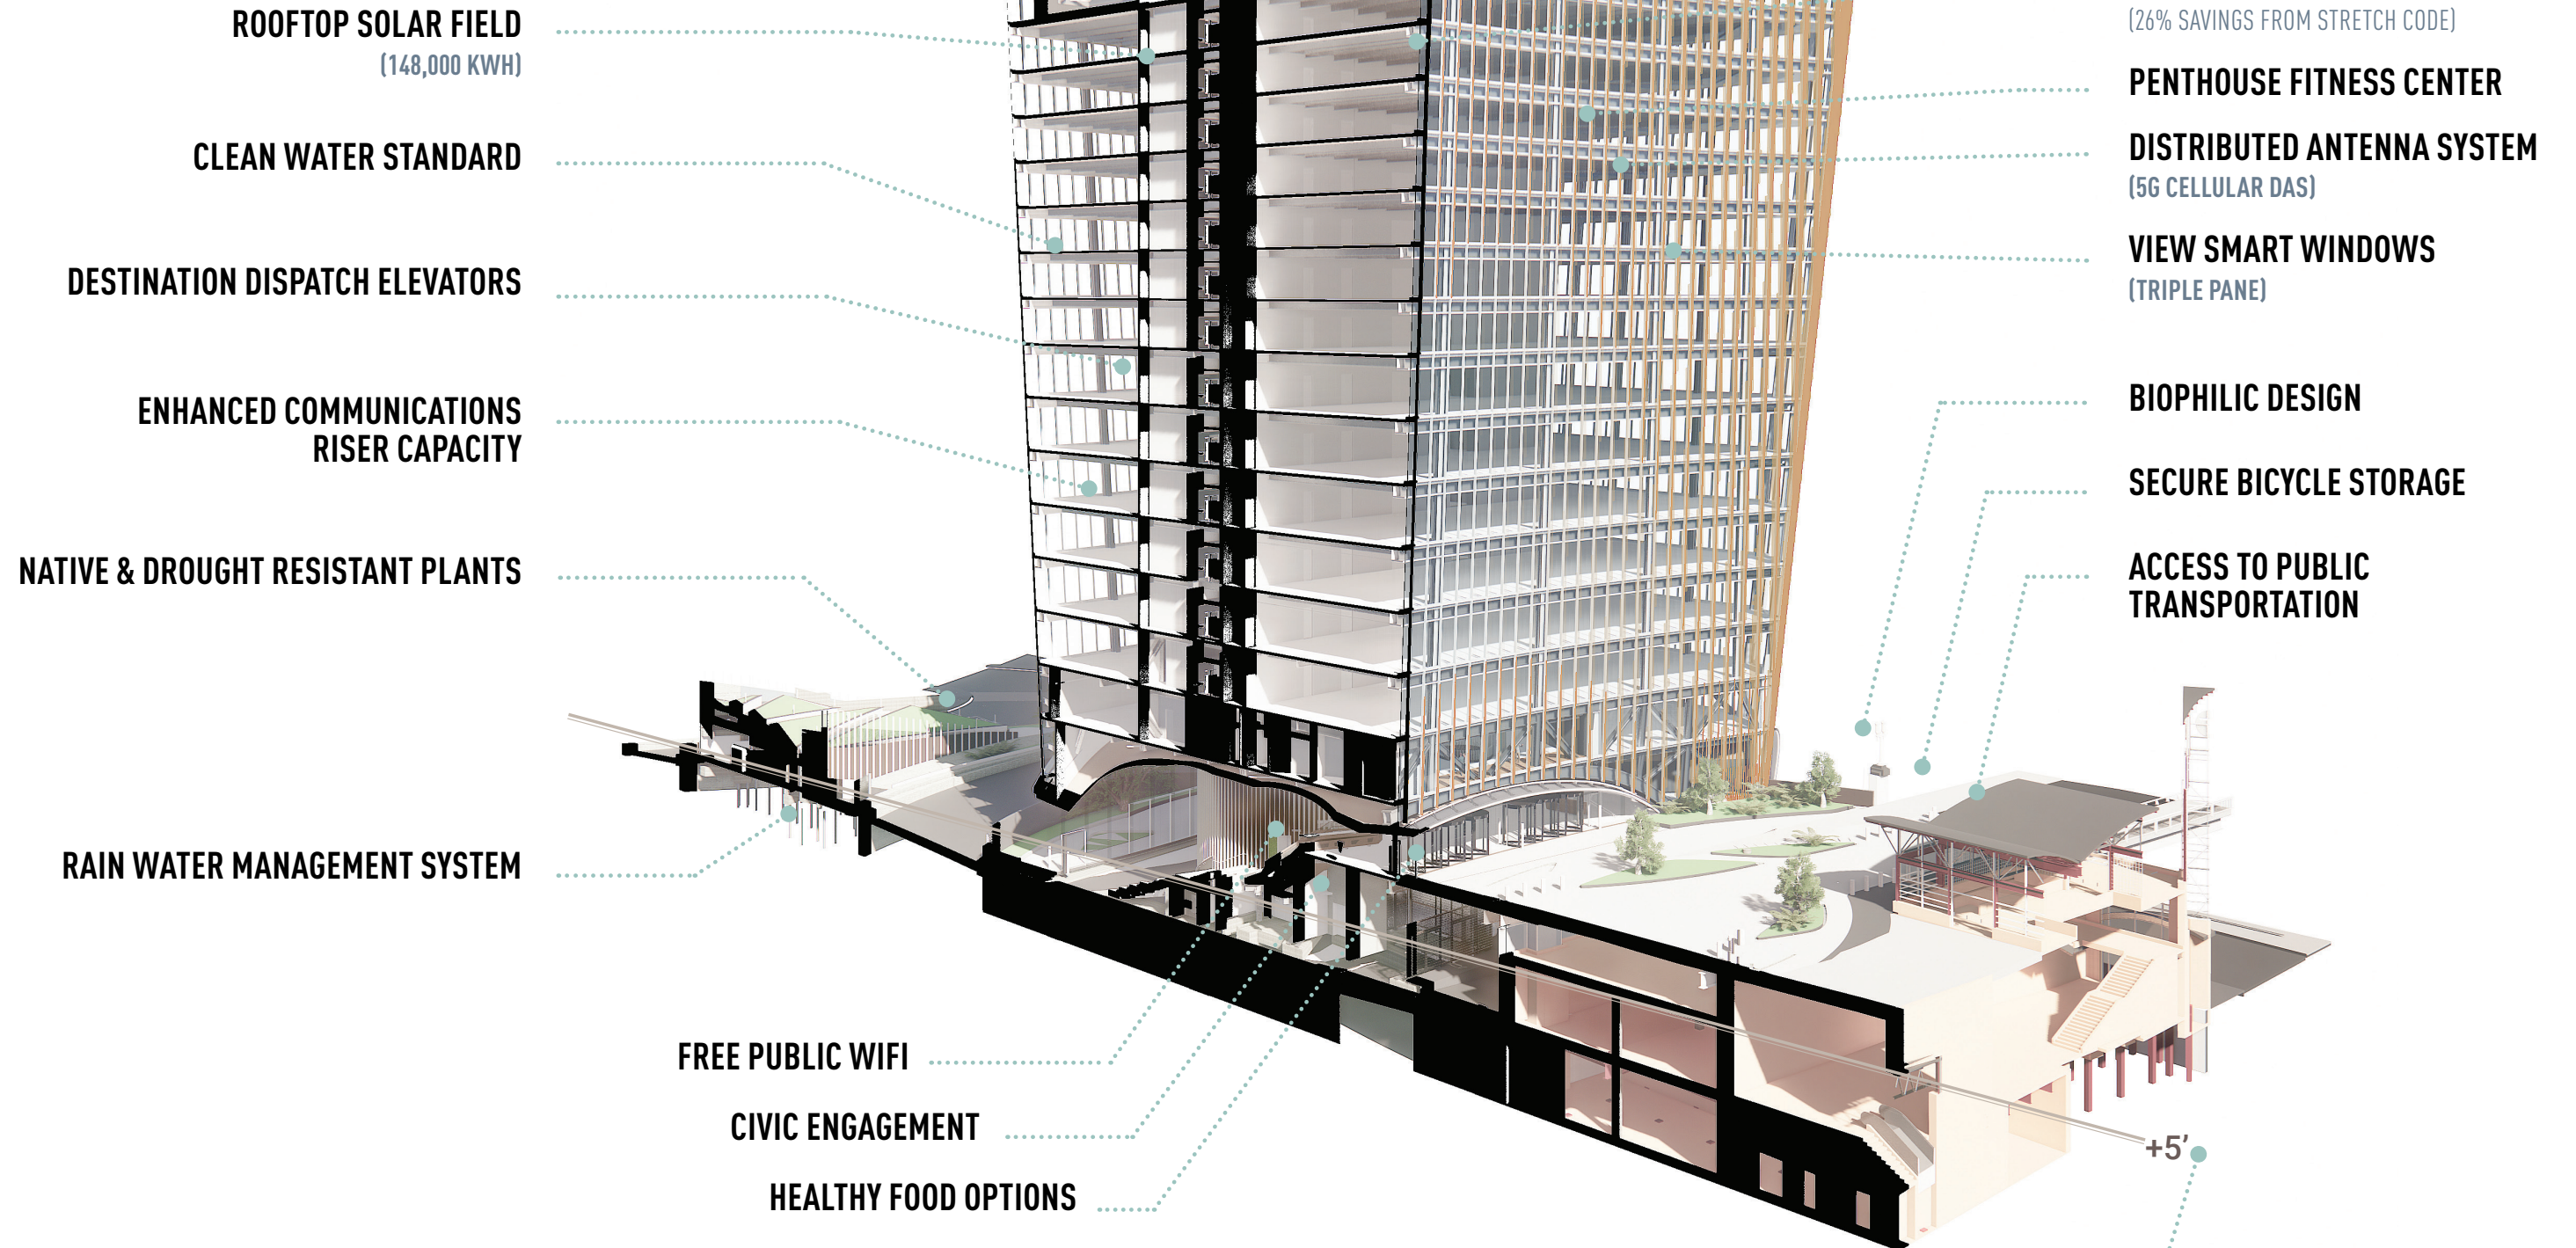 ROOFTOP SOLAR FIELD
(148,000 KWH)
CLEAN WATER STANDARD
DESTINATION DISPATCH ELEVATORS
ENHANCED COMMUNICATIONS
RISER CAPACITY
NATIVE & DROUGHT RESISTANT PLANTS
RAIN WATER MANAGEMENT SYSTEM
FREE PUBLIC WIFI
CIVIC ENGAGEMENT
HEALTHY FOOD OPTIONS
(26% SAVINGS FROM STRETCH CODE)
PENTHOUSE FITNESS CENTER
DISTRIBUTED ANTENNA SYSTEM
(5G CELLULAR DAS)
VIEW SMART WINDOWS
(TRIPLE PANE)
BIOPHILIC DESIGN
SECURE BICYCLE STORAGE
ACCESS TO PUBLIC
TRANSPORTATION
+5’